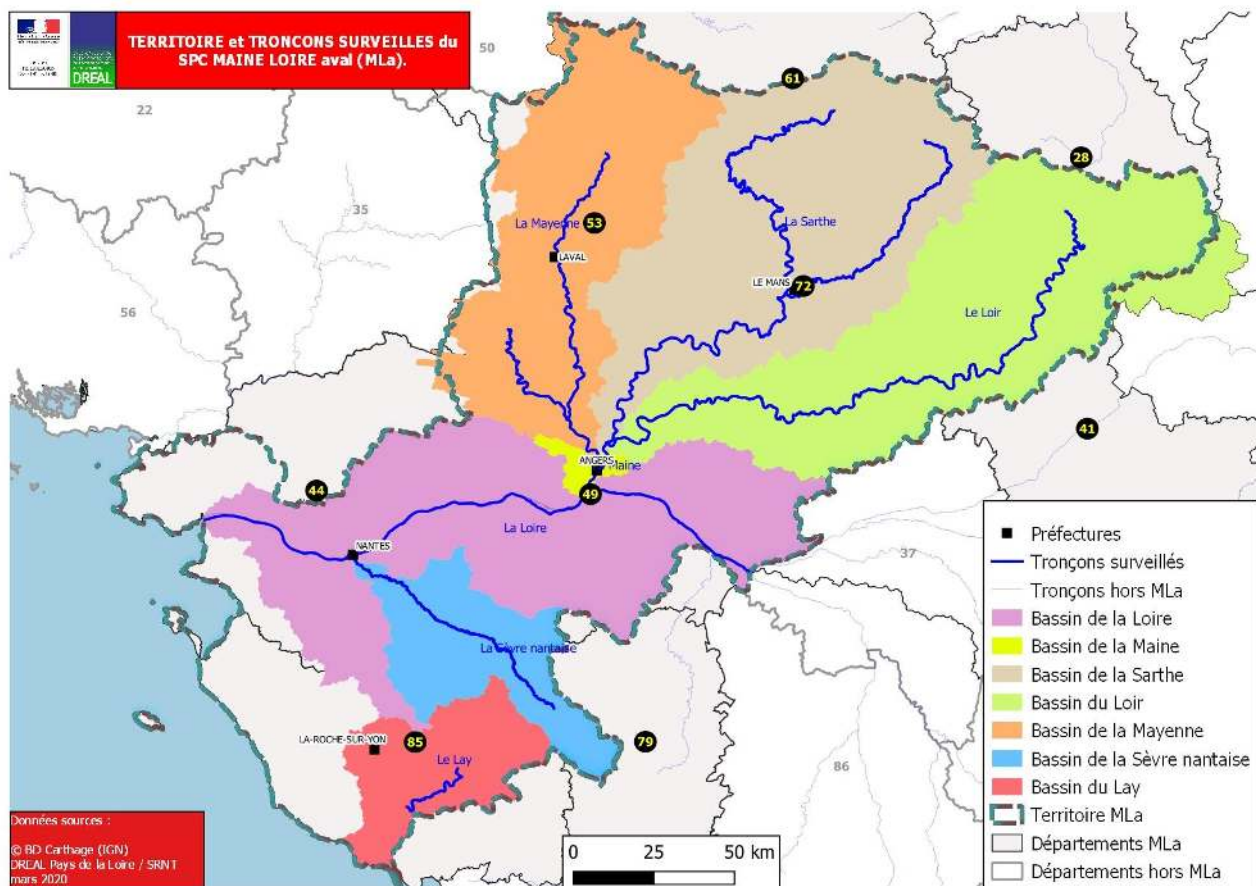 DREAL
TERRITOIRE et TRONCONS SURVEILLES du
SPC MAINE LOIRE aval (MLa).
50
61
22
28
35
La Mayenne
53
La Sarthe
LAVAL
LE MANS
72
56
Le Loir
41
ANGERS
Maine
44
49
La Loire
NANTES
37
La Sèvre nantaise
LA-ROCHE-SUR-YON
85
79
Le Lay
86
Préfectures
Tronçons surveillés
Tronçons hors MLa
Bassin de la Loire
Bassin de la Maine
Bassin de la Sarthe
Bassin du Loir
Bassin de la Mayenne
Bassin de la Sèvre nantaise
Bassin du Lay
Territoire MLa
Départements MLa
Départements hors MLa
Données sources :
© BD Carthage (IGN)
DREAL Pays de la Loire / SRNT
mars 2020
0 25 50 km